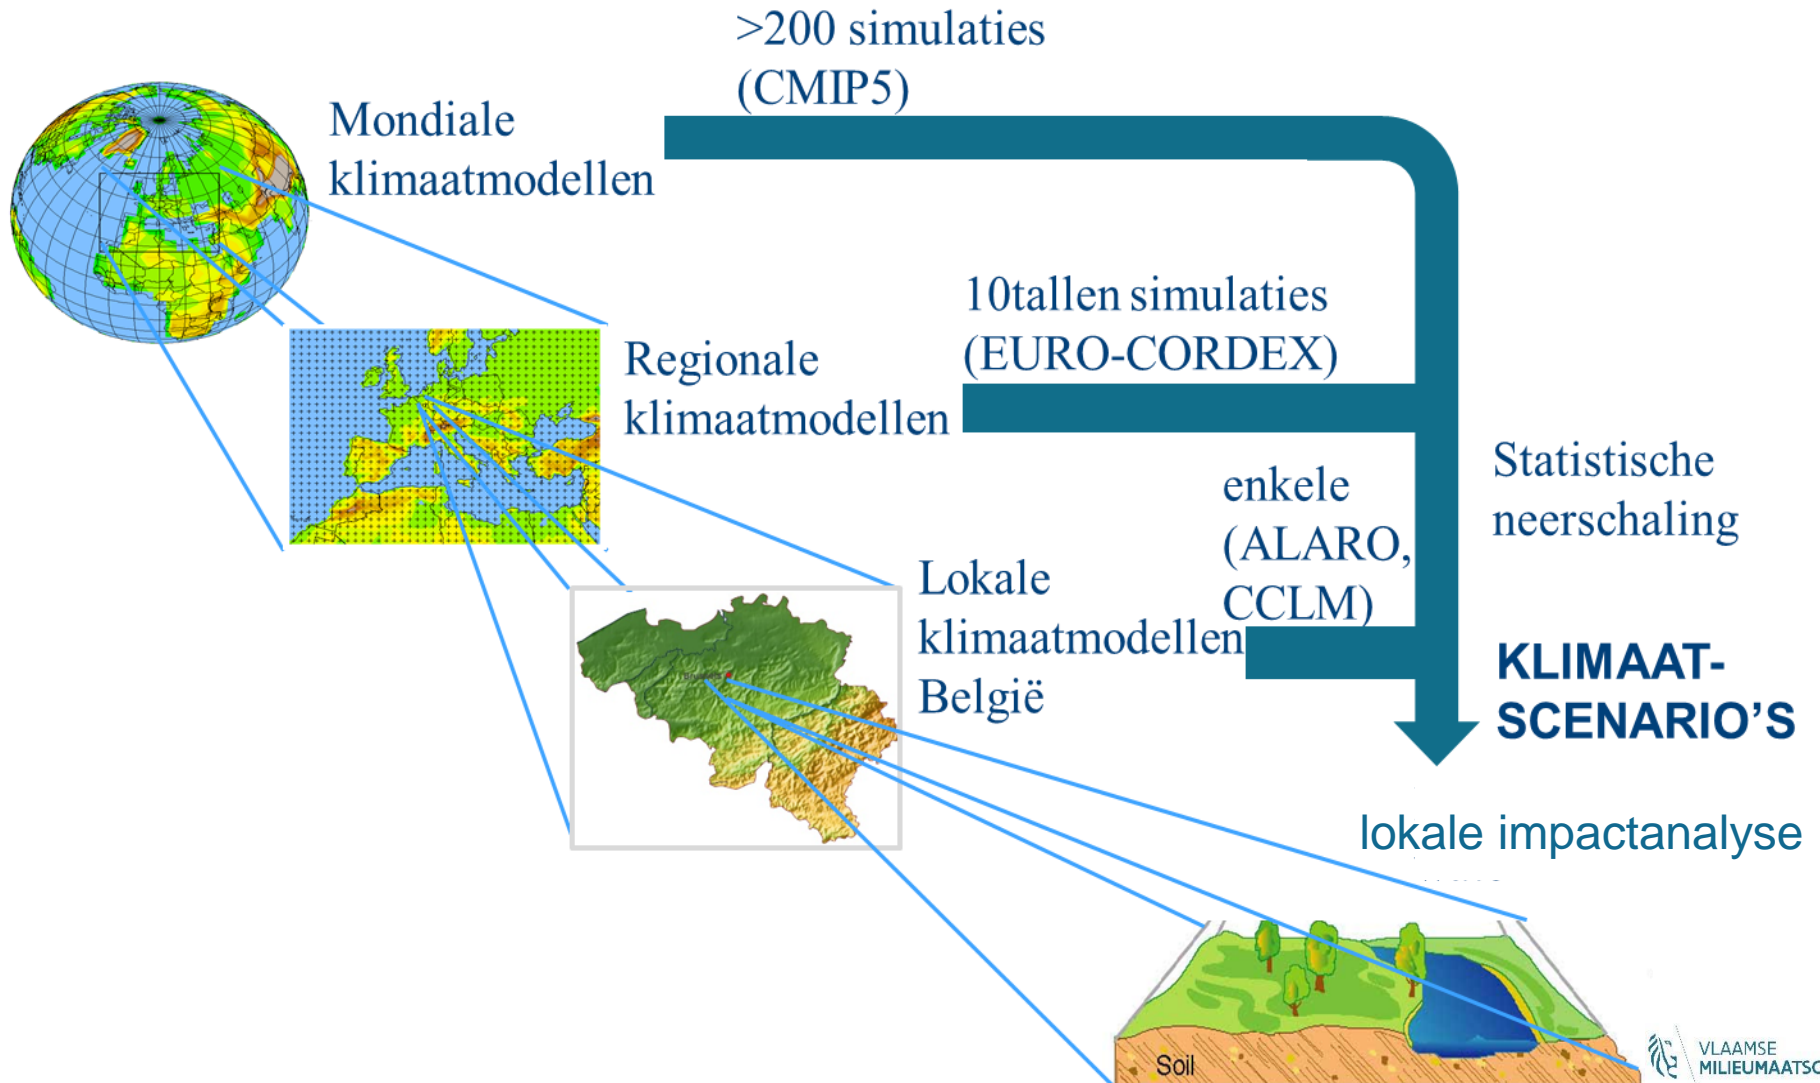 >200 simulaties
(CMIP5)
Mondiale
klimaatmodellen
10tallen simulaties
(EURO-CORDEX)
Regionale
klimaatmodellen
Statistische
neerschaling
enkele
(ALARO,
CCLM)
Lokale
klimaatmodellen
België
KLIMAAT-
SCENARIO'S
lokale impactanalyse
Soil
VLAAMSE
MILIEUMAATSC